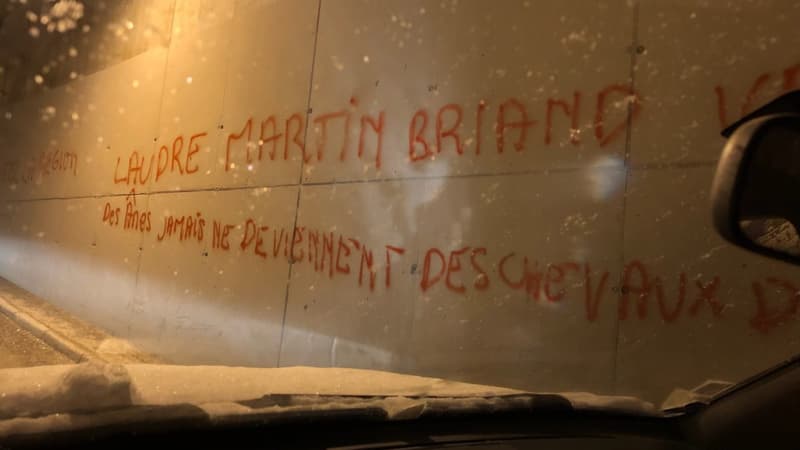 LAUDRE MARTIN BRIAND
Des Ânes JAMAIS NE DEVIENNENT DES CHEVAUX